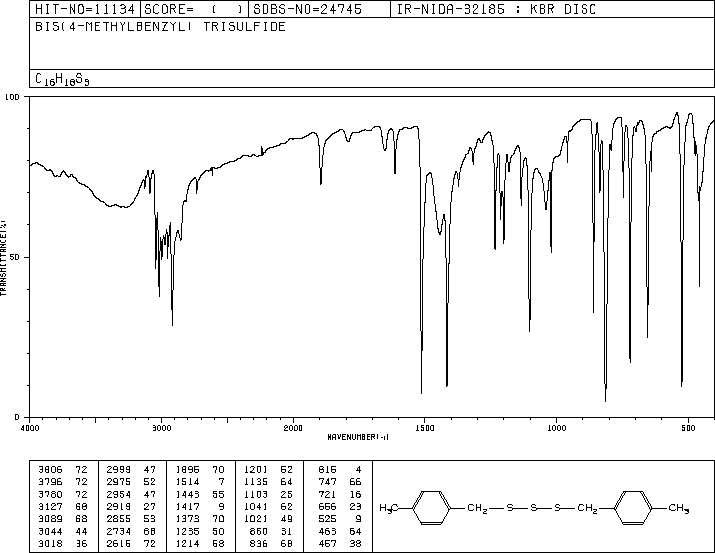 HIT-NO=11134 SCORE= ( ) SDBS-NO=24745 IR-NIDA-32185 : KBR DISC
BIS(4-METHYLBENZYL) TRISULFIDE
C16H18S3
100
50
0
TRANSMITTANCE(%)
4000 3000 2000 1500 1000 500
WAVENUMBER(-1)
3806 72 2999 47 1896 70 1201 52 816 4
3796 72 2975 52 1514 7 1135 64 747 66
3780 72 2954 47 1443 55 1103 25 721 16
3127 68 2919 27 1417 9 1041 62 656 23
3089 68 2855 53 1373 70 1021 49 525 9
3044 44 2734 68 1235 50 860 31 463 64
3018 36 2616 72 1214 58 836 68 457 38
H3C CH2 S S S CH2 CH3